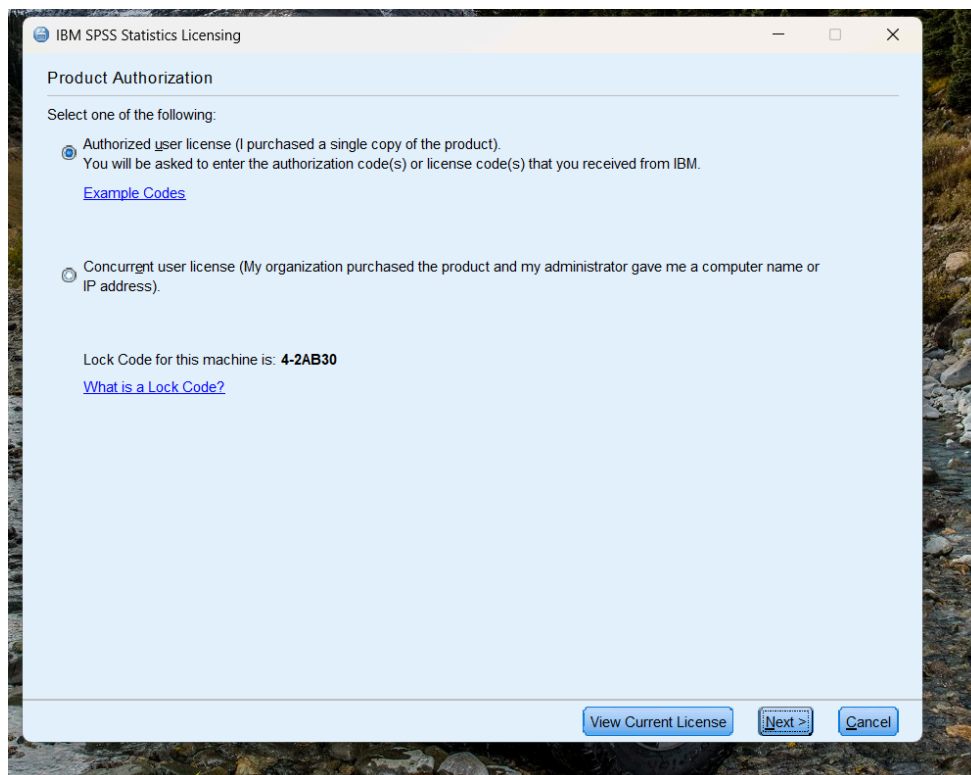 IBM SPSS Statistics Licensing
Product Authorization
Select one of the following:
Authorized user license (I purchased a single copy of the product).
You will be asked to enter the authorization code(s) or license code(s) that you received from IBM.
Example Codes
Concurrent user license (My organization purchased the product and my administrator gave me a computer name or
IP address).
Lock Code for this machine is: 4-2AB30
What is a Lock Code?
View Current License
Next >
Cancel